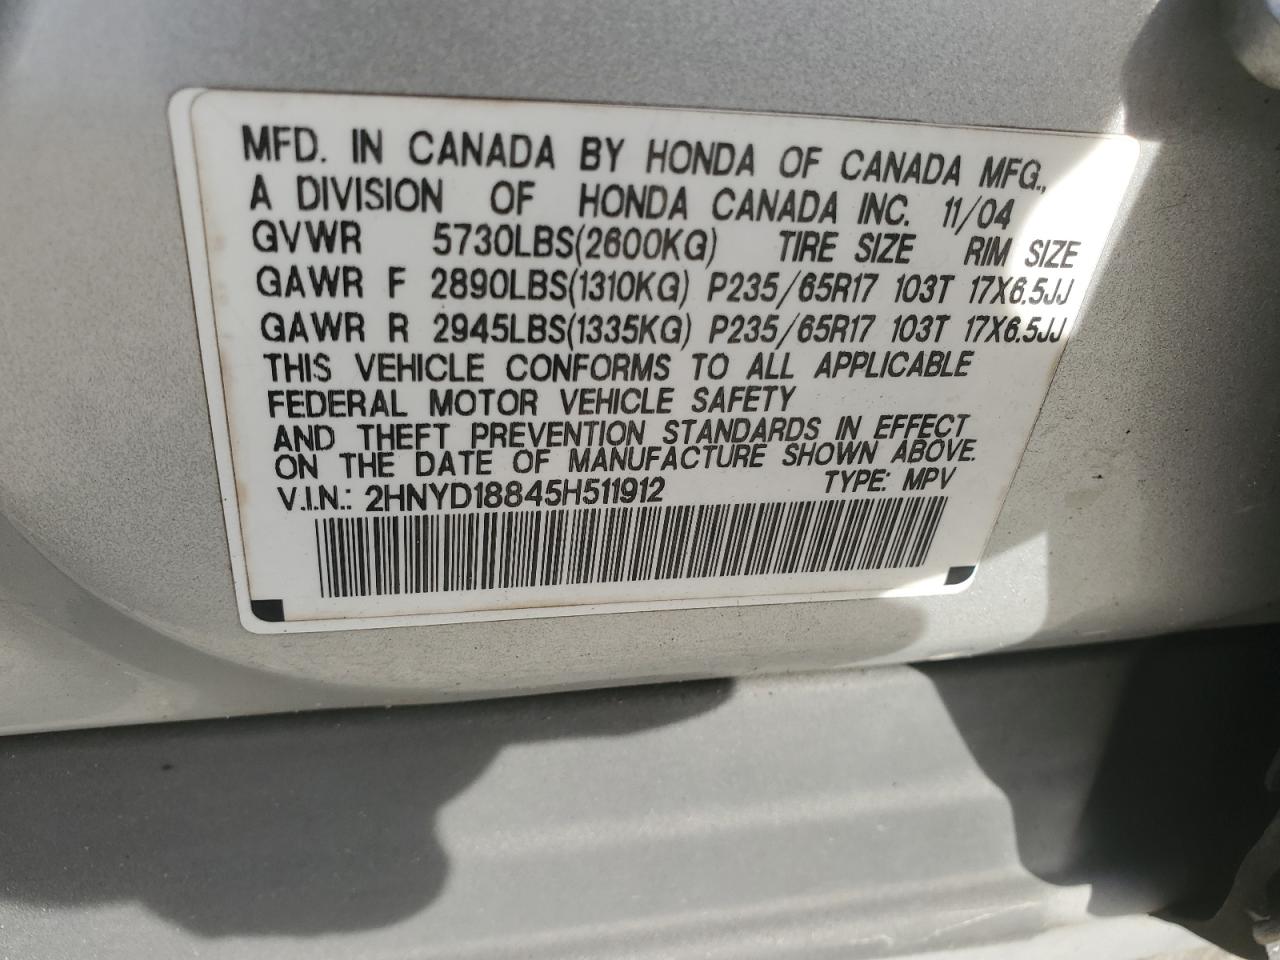 MFD. IN CANADA BY HONDA OF CANADA MFG.,
A DIVISION OF HONDA CANADA INC. 11/04
GVWR 5730LBS(2600KG) TIRE SIZE RIM SIZE
GAWR F 2890LBS(1310KG) P235/65R17 103T 17X6.5JJ
GAWR R 2945LBS(1335KG) P235/65R17 103T 17X6.5JJ
THIS VEHICLE CONFORMS TO ALL APPLICABLE
FEDERAL MOTOR VEHICLE SAFETY
AND THEFT PREVENTION STANDARDS IN EFFECT
ON THE DATE OF MANUFACTURE SHOWN ABOVE.
V.I.N.: 2HNYD18845H511912 TYPE: MPV